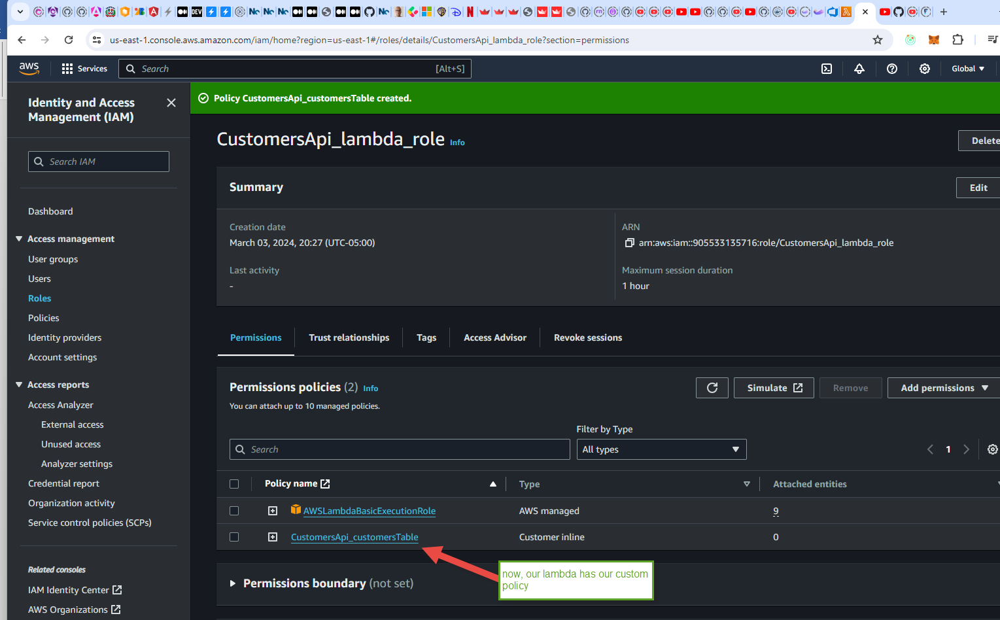 us-east-1.console.aws.amazon.com/iam/home?region=us-east-1#/roles/details/CustomersApi_lambda_role?section=permissions
aws
Services
Search
[Alt+S]
Global
Identity and Access
Management (IAM)
Search IAM
Dashboard
Access management
User groups
Users
Roles
Policies
Identity providers
Account settings
Access reports
Access Analyzer
External access
Unused access
Analyzer settings
Credential report
Organization activity
Service control policies (SCPs)
Related consoles
IAM Identity Center
AWS Organizations
Policy CustomersApi_customersTable created.
CustomersApi_lambda_role Info
Delete
Summary
Edit
Creation date
March 03, 2024, 20:27 (UTC-05:00)
ARN
arn:aws:iam::905533135716:role/CustomersApi_lambda_role
Last activity
-
Maximum session duration
1 hour
Permissions
Trust relationships
Tags
Access Advisor
Revoke sessions
Permissions policies (2) Info
You can attach up to 10 managed policies.
Simulate
Remove
Add permissions
Filter by Type
Search
All types
1
Policy name
Type
Attached entities
AWSLambdaBasicExecutionRole
AWS managed
9
CustomersApi_customersTable
Customer inline
0
now, our lambda has our custom
policy
Permissions boundary (not set)